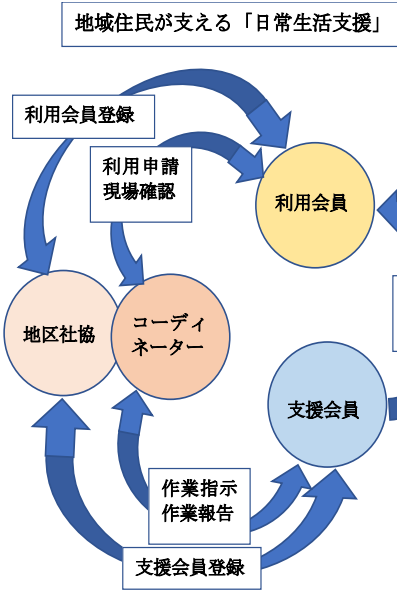 地域住民が支える「日常生活支援」
利用会員登録
利用申請
現場確認
利用会員
地区社協
コーディ
ネーター
支援会員
作業指示
作業報告
支援会員登録